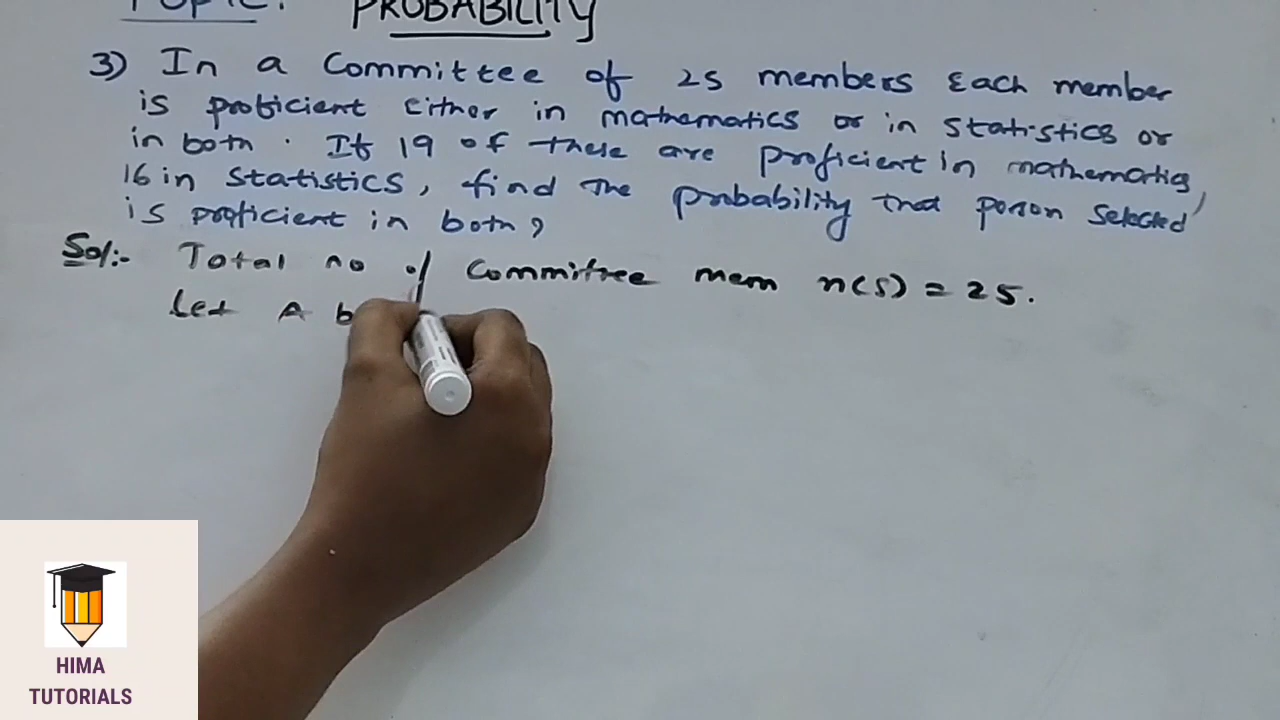 Topic: PROBABILITY
3) In a Committee of 25 members Each member
is proficient Either in mathematics or in statistics or
in both. If 19 of these are proficient in mathematics,
16 in statistics, find the probability that person selected
is proficient in both,
Sol:- Total no of Committee mem n(s) = 25.
Let A b
HIMA
TUTORIALS